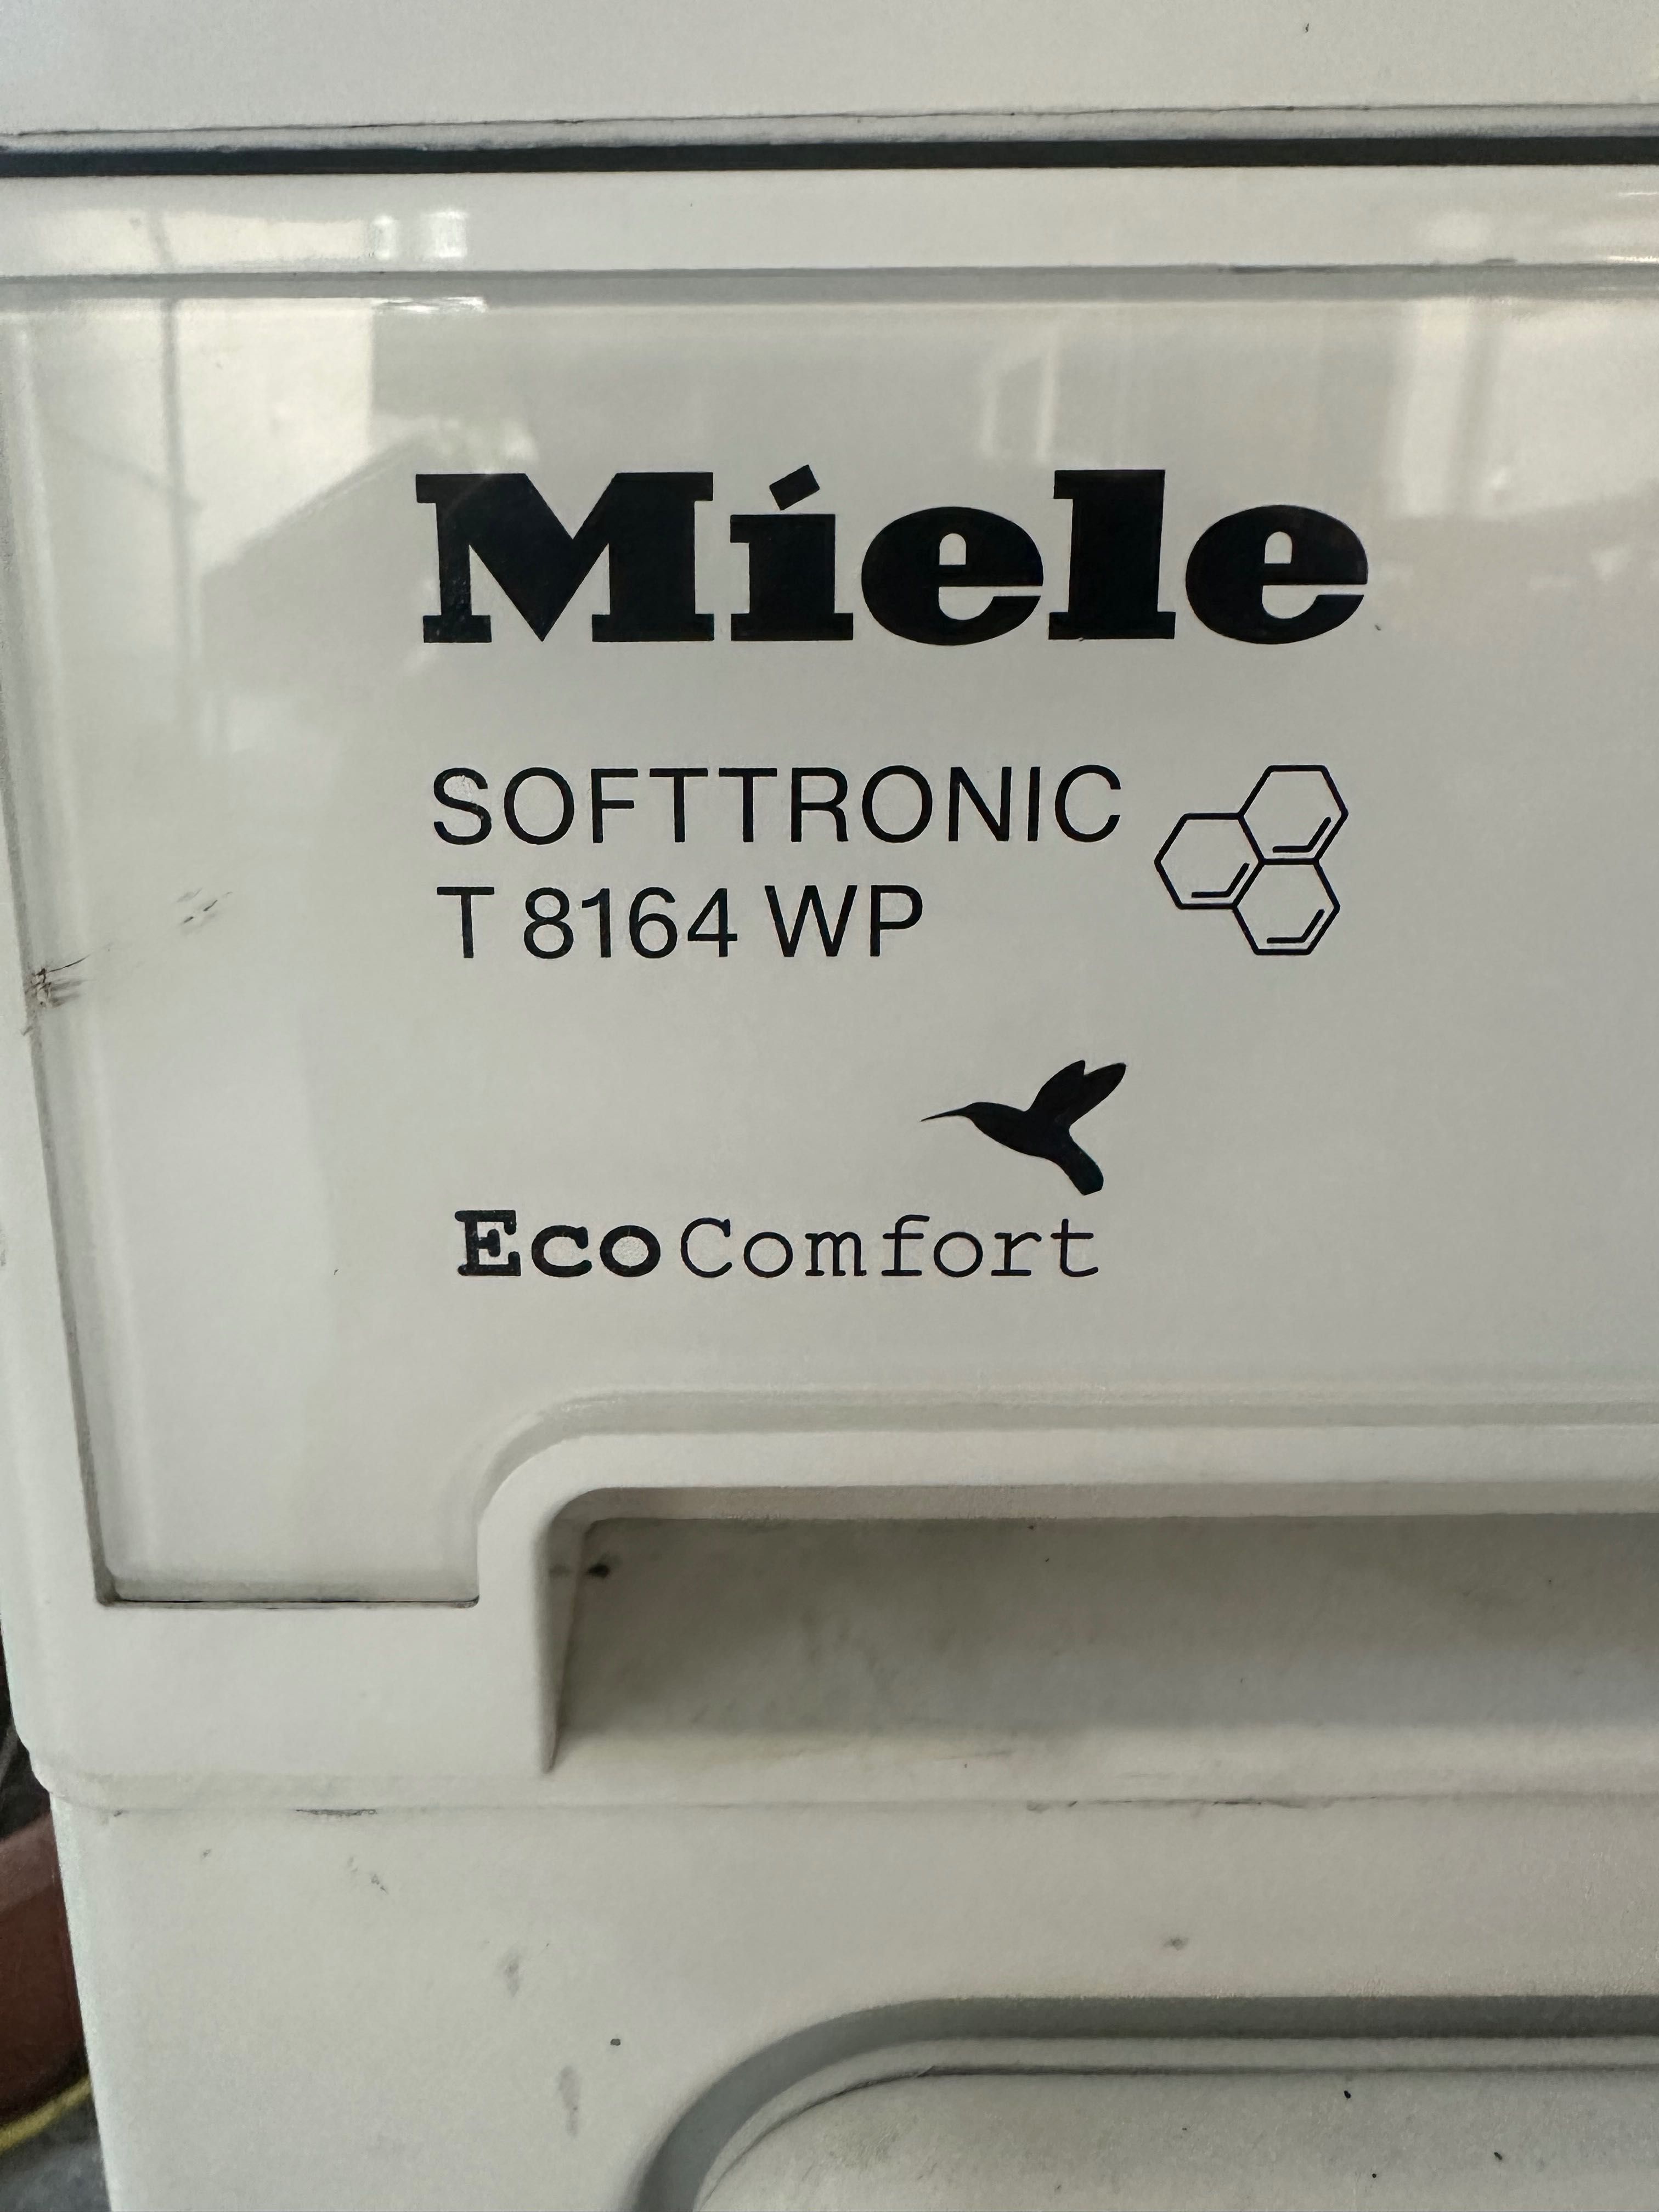 Miele
SOFTTRONIC
T 8164 WP
EcoComfort